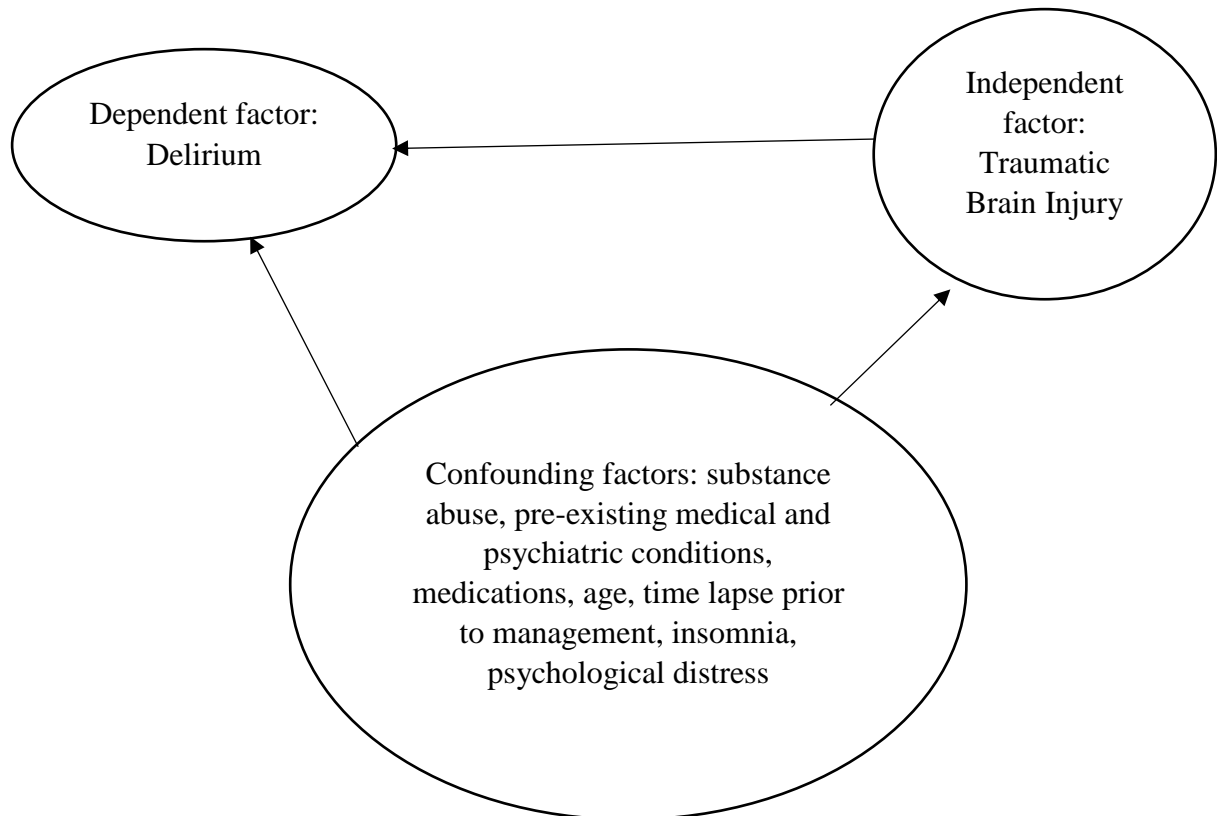 Dependent factor:
Delirium
Independent
factor:
Traumatic
Brain Injury
Confounding factors: substance
abuse, pre-existing medical and
psychiatric conditions,
medications, age, time lapse prior
to management, insomnia,
psychological distress